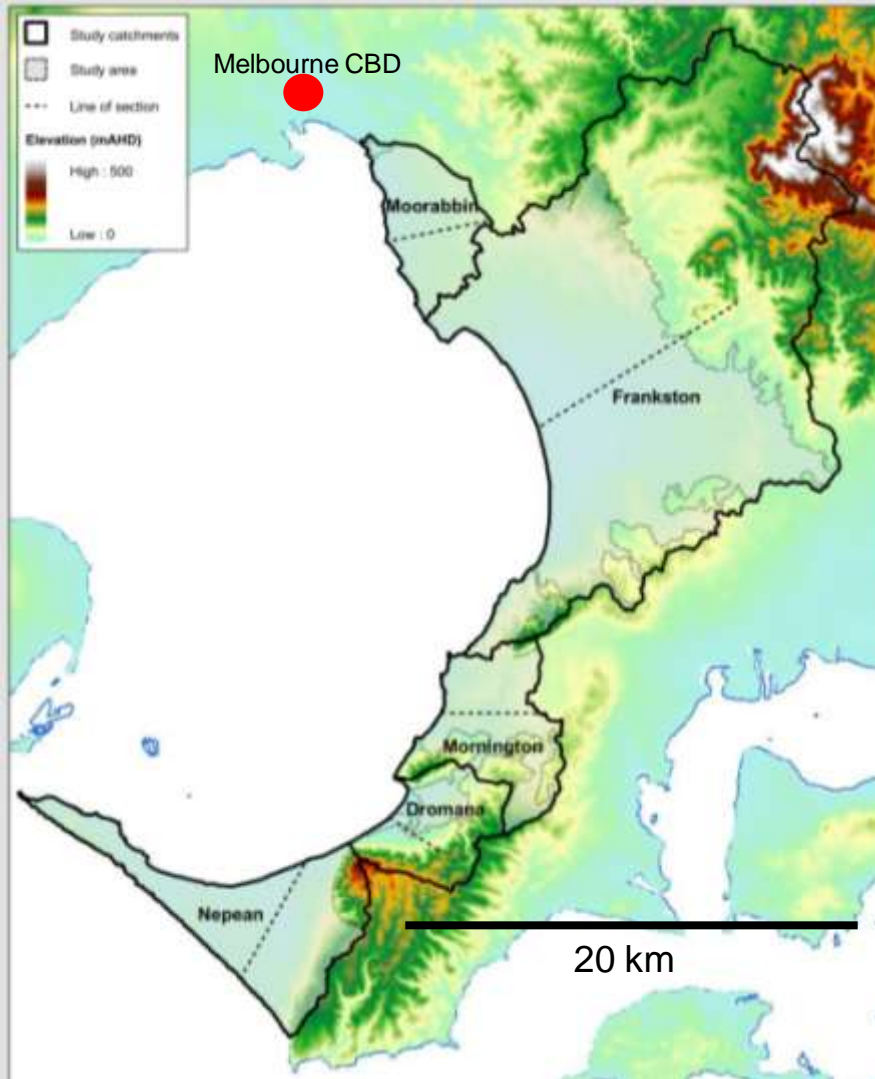 Study catchments
Study area
Line of section
Elevation (mAHD)
High : 500
Low : 0
Melbourne CBD
Moorabbin
Frankston
Mornington
Dromana
Nepean
20 km